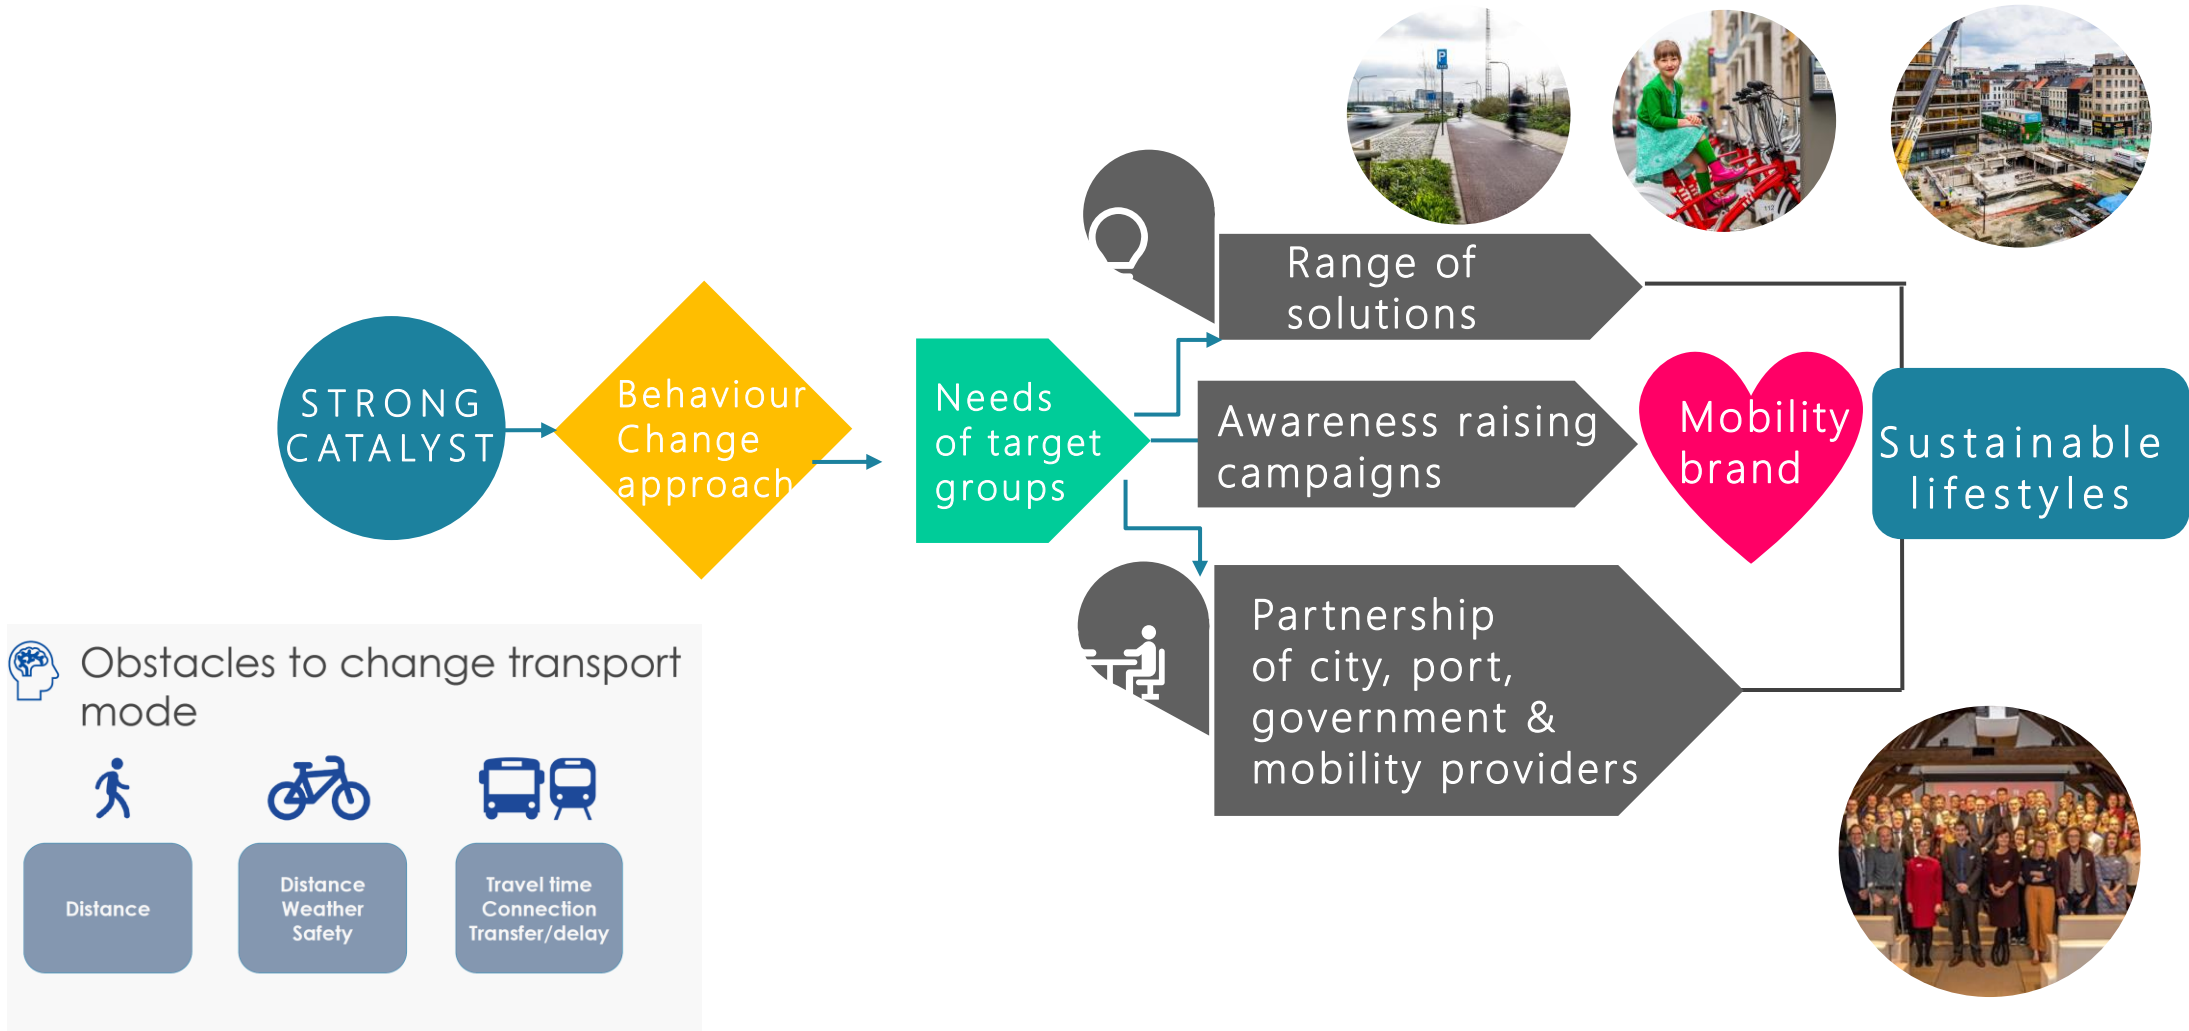 STRONG
CATALYST
Behaviour
Change
approach
Needs
of target
groups
Range of
solutions
Awareness raising
campaigns
Partnership
of city, port,
government &
mobility providers
Mobility
brand
Sustainable
lifestyles
Obstacles to change transport
mode
Distance
Distance
Weather
Safety
Travel time
Connection
Transfer/delay
P
112